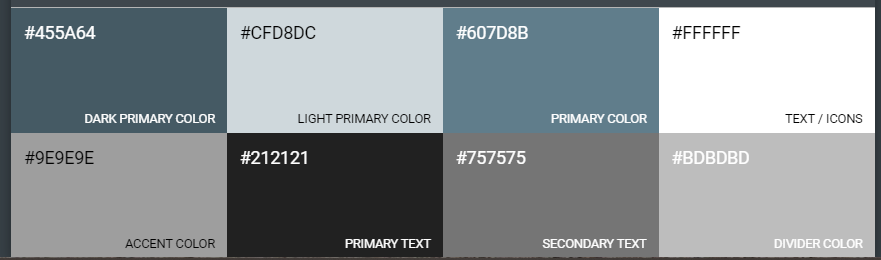 #455A64
#CFD8DC
#607D8B
#FFFFFF
DARK PRIMARY COLOR
LIGHT PRIMARY COLOR
PRIMARY COLOR
TEXT / ICONS
#9E9E9E
#212121
#757575
#BDBDBD
ACCENT COLOR
PRIMARY TEXT
SECONDARY TEXT
DIVIDER COLOR